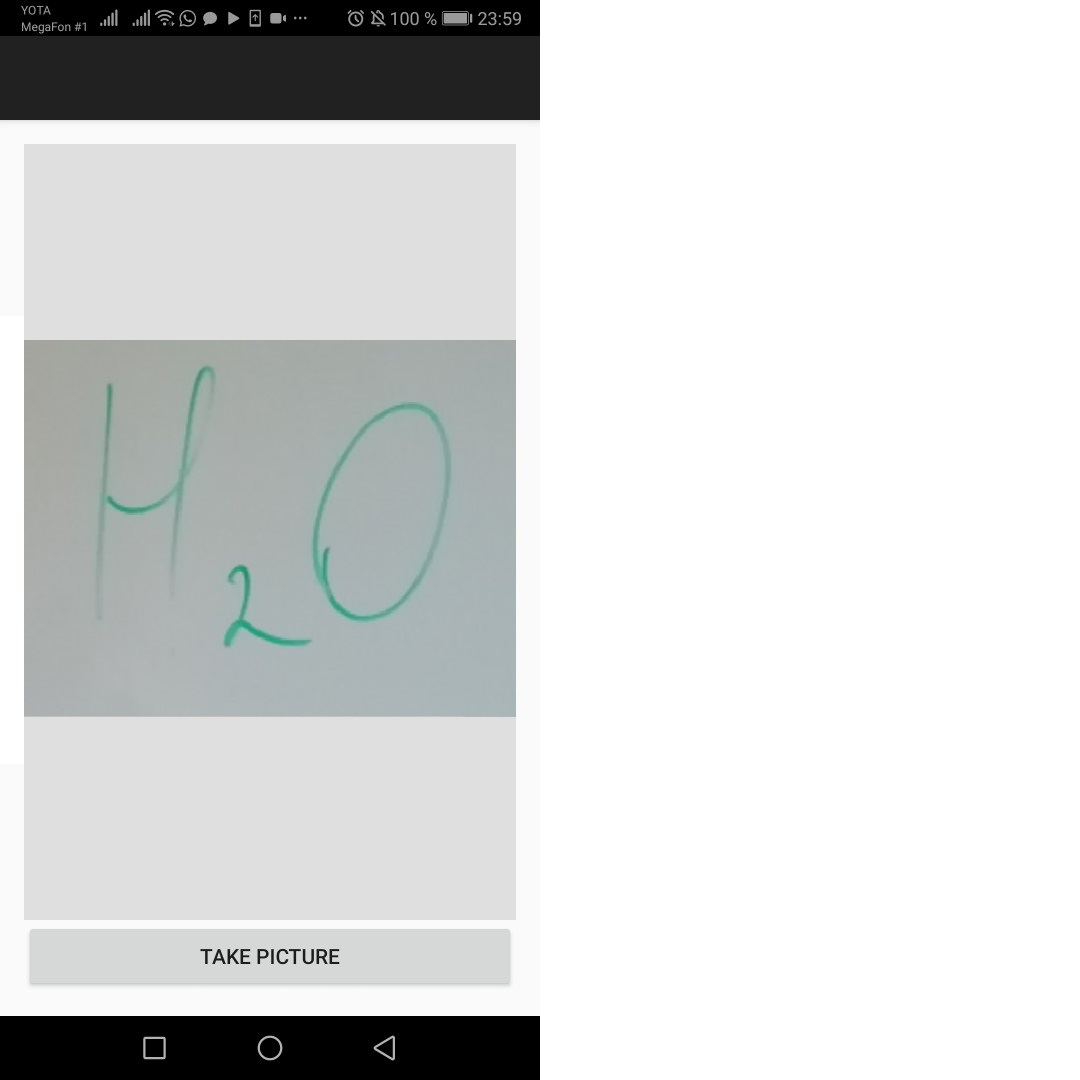 YOTA
MegaFon #1
100 % 23:59
H₂O
TAKE PICTURE